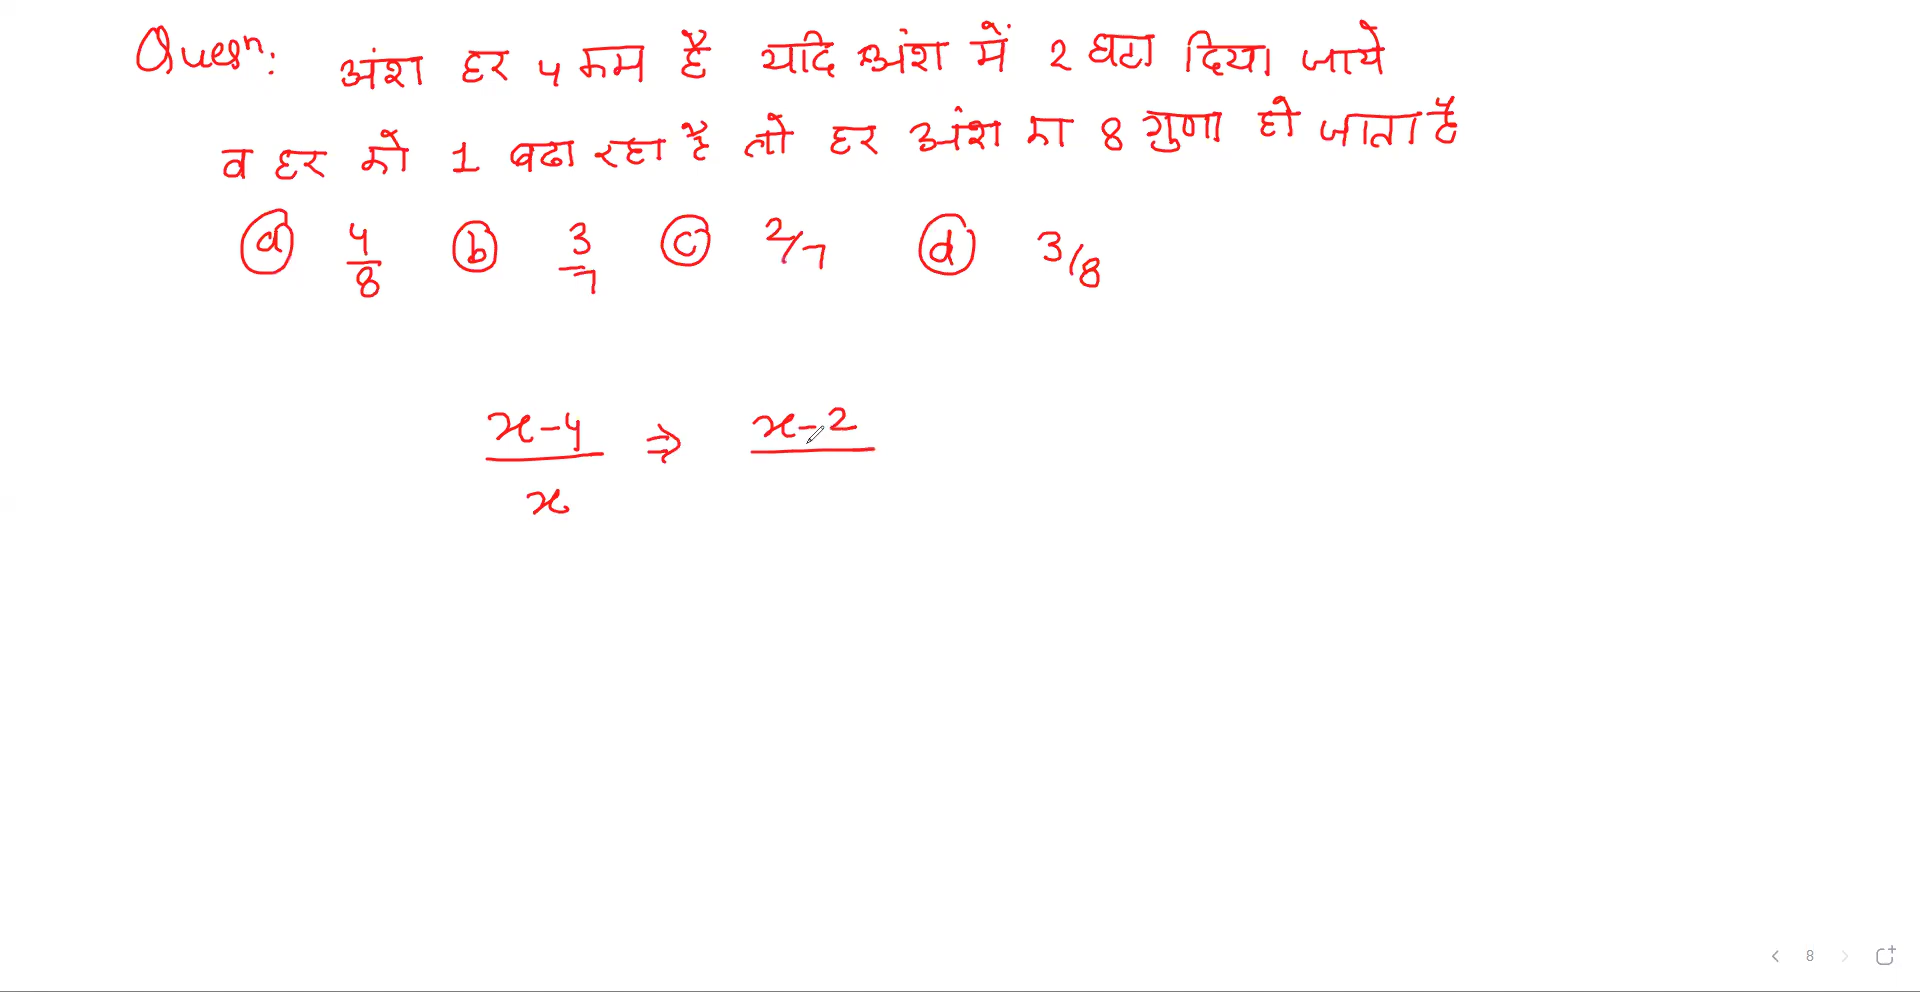 Quesn: अंश हर 4 कम है यदि अंश में 2 घटा दिया जाये
व हर को 1 बढा रहा है तो हर अंश का 8 गुणा हो जाता है
(a) 4/8 (b) 3/7 (c) 2/7 (d) 3/8
x-4/x ⇒ x-2
8